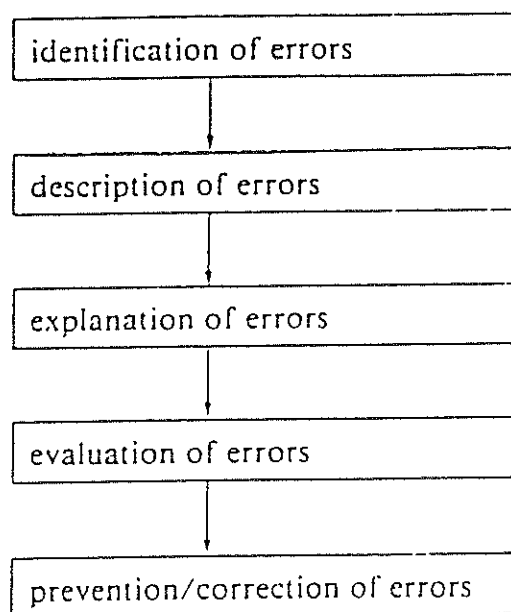 identification of errors
description of errors
explanation of errors
evaluation of errors
prevention/correction of errors